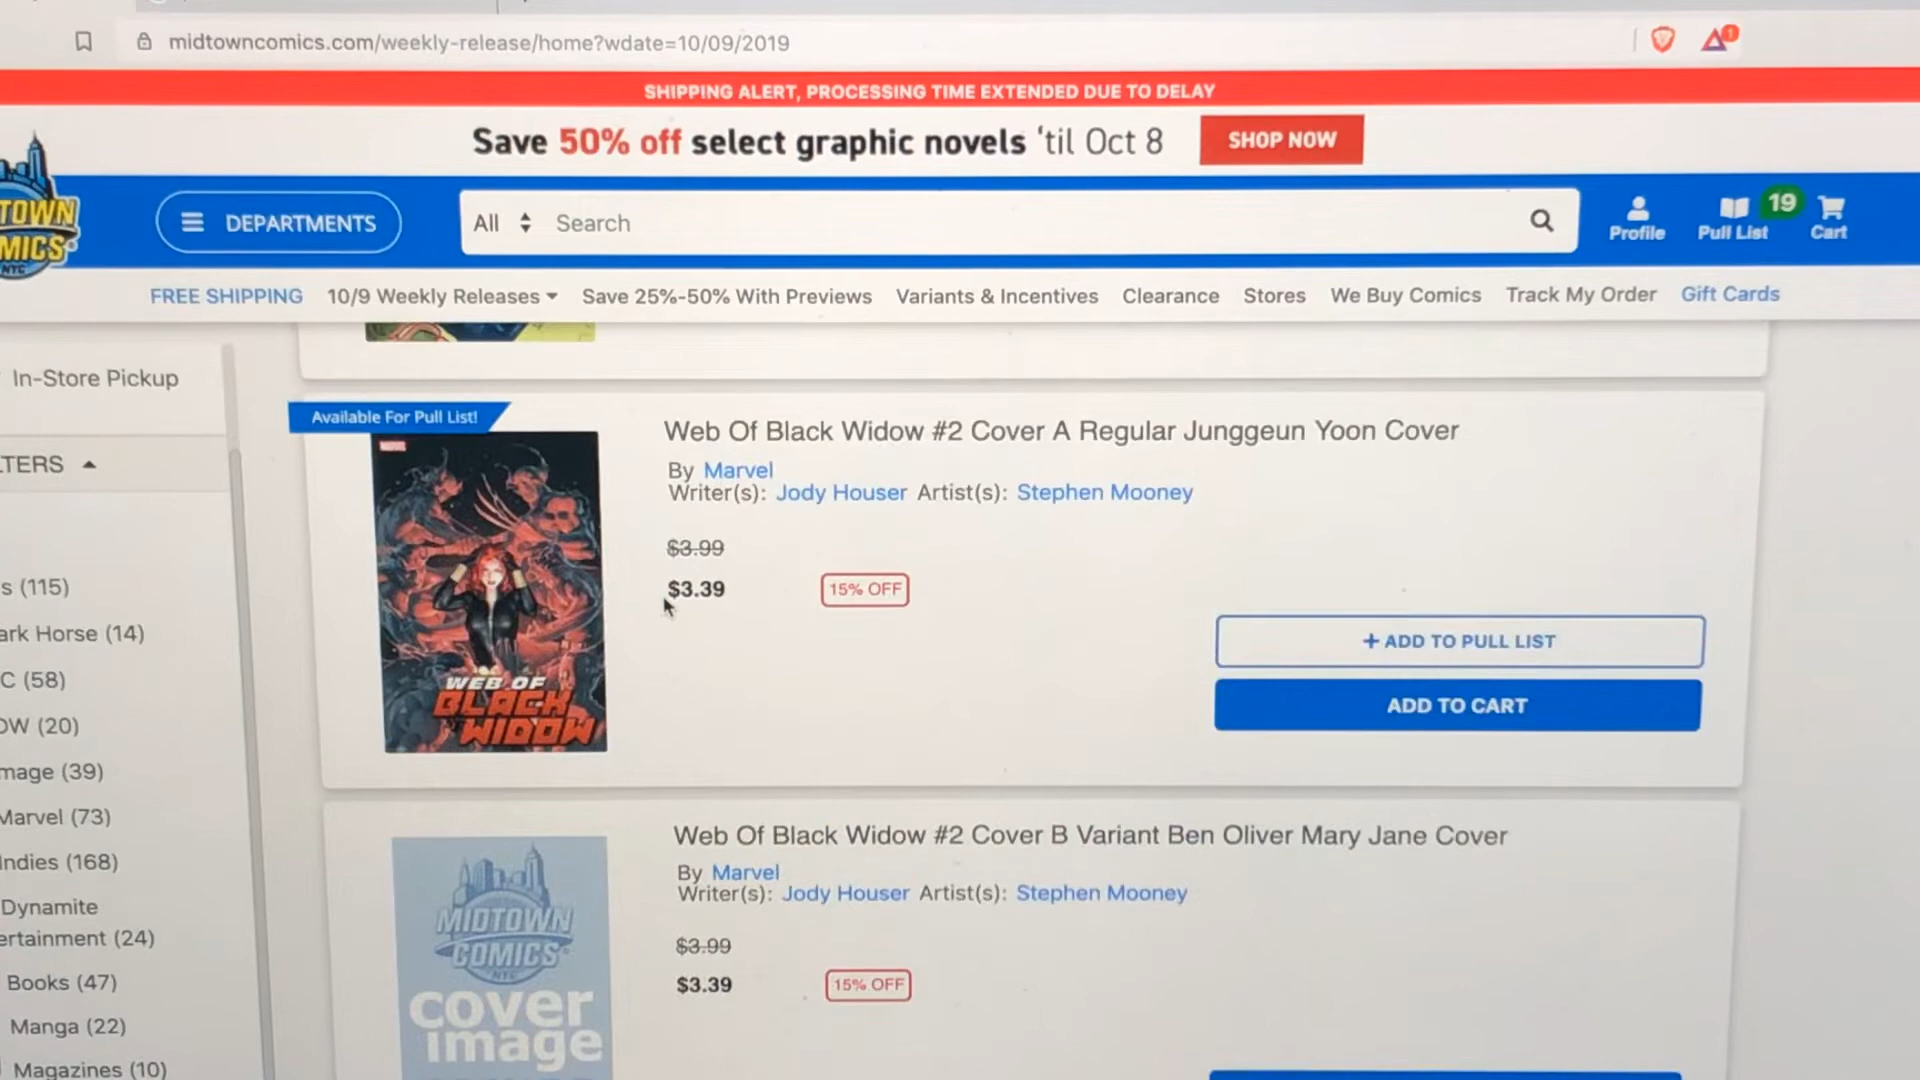 midtowncomics.com/weekly-release/home?wdate=10/09/2019
1
SHIPPING ALERT, PROCESSING TIME EXTENDED DUE TO DELAY
Save 50% off select graphic novels 'til Oct 8
SHOP NOW
TOWN
MICS
NYC
DEPARTMENTS
All
Search
Profile
Pull List
19
Cart
FREE SHIPPING
10/9 Weekly Releases
Save 25%-50% With Previews
Variants & Incentives
Clearance
Stores
We Buy Comics
Track My Order
Gift Cards
In-Store Pickup
LTERS
s (115)
ark Horse (14)
C (58)
OW (20)
mage (39)
Marvel (73)
Indies (168)
Dynamite
ertainment (24)
Books (47)
Manga (22)
Magazines (10)
Available For Pull List!
MARVEL
WEB OF
BLACK
WIDOW
Web Of Black Widow #2 Cover A Regular Junggeun Yoon Cover
By Marvel
Writer(s): Jody Houser Artist(s): Stephen Mooney
$3.99
$3.39
15% OFF
+ ADD TO PULL LIST
ADD TO CART
MIDTOWN
COMICS
NYC
cover
image
Web Of Black Widow #2 Cover B Variant Ben Oliver Mary Jane Cover
By Marvel
Writer(s): Jody Houser Artist(s): Stephen Mooney
$3.99
$3.39
15% OFF